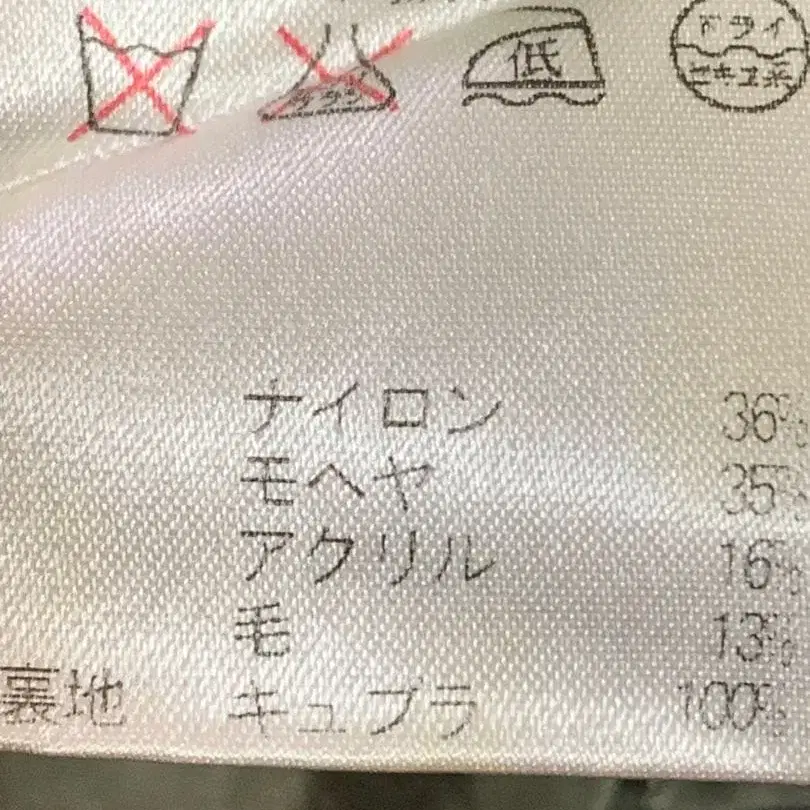 低 ドライ
セキユ系
ナイロン 36%
モヘヤ 35%
アクリル 16%
毛 13%
裏地 キュプラ 100%